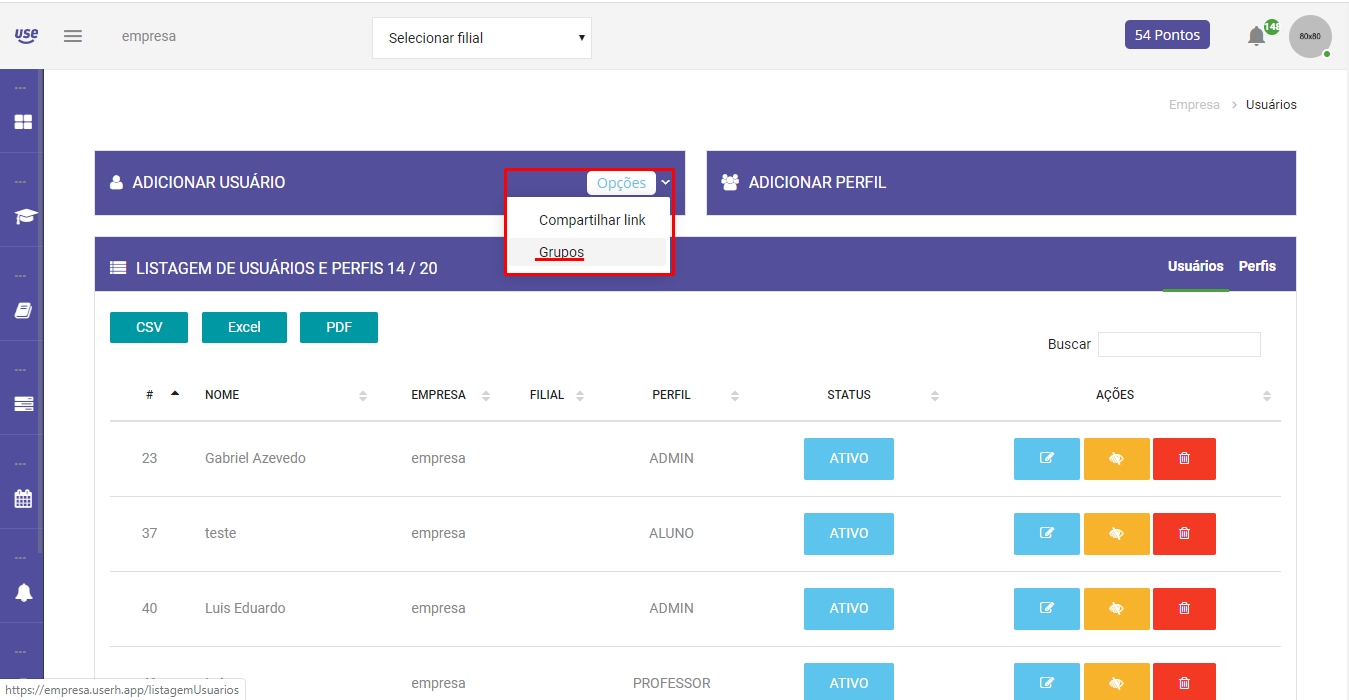 use
empresa
Selecionar filial
54 Pontos
148
80x80
Empresa > Usuários
ADICIONAR USUÁRIO
Opções
ADICIONAR PERFIL
Compartilhar link
Grupos
LISTAGEM DE USUÁRIOS E PERFIS 14 / 20
Usuários Perfis
CSV Excel PDF
Buscar
# NOME EMPRESA FILIAL PERFIL STATUS AÇÕES
23 Gabriel Azevedo empresa ADMIN ATIVO
37 teste empresa ALUNO ATIVO
40 Luis Eduardo empresa ADMIN ATIVO
empresa PROFESSOR ATIVO
https://empresa.userh.app/listagemUsuarios